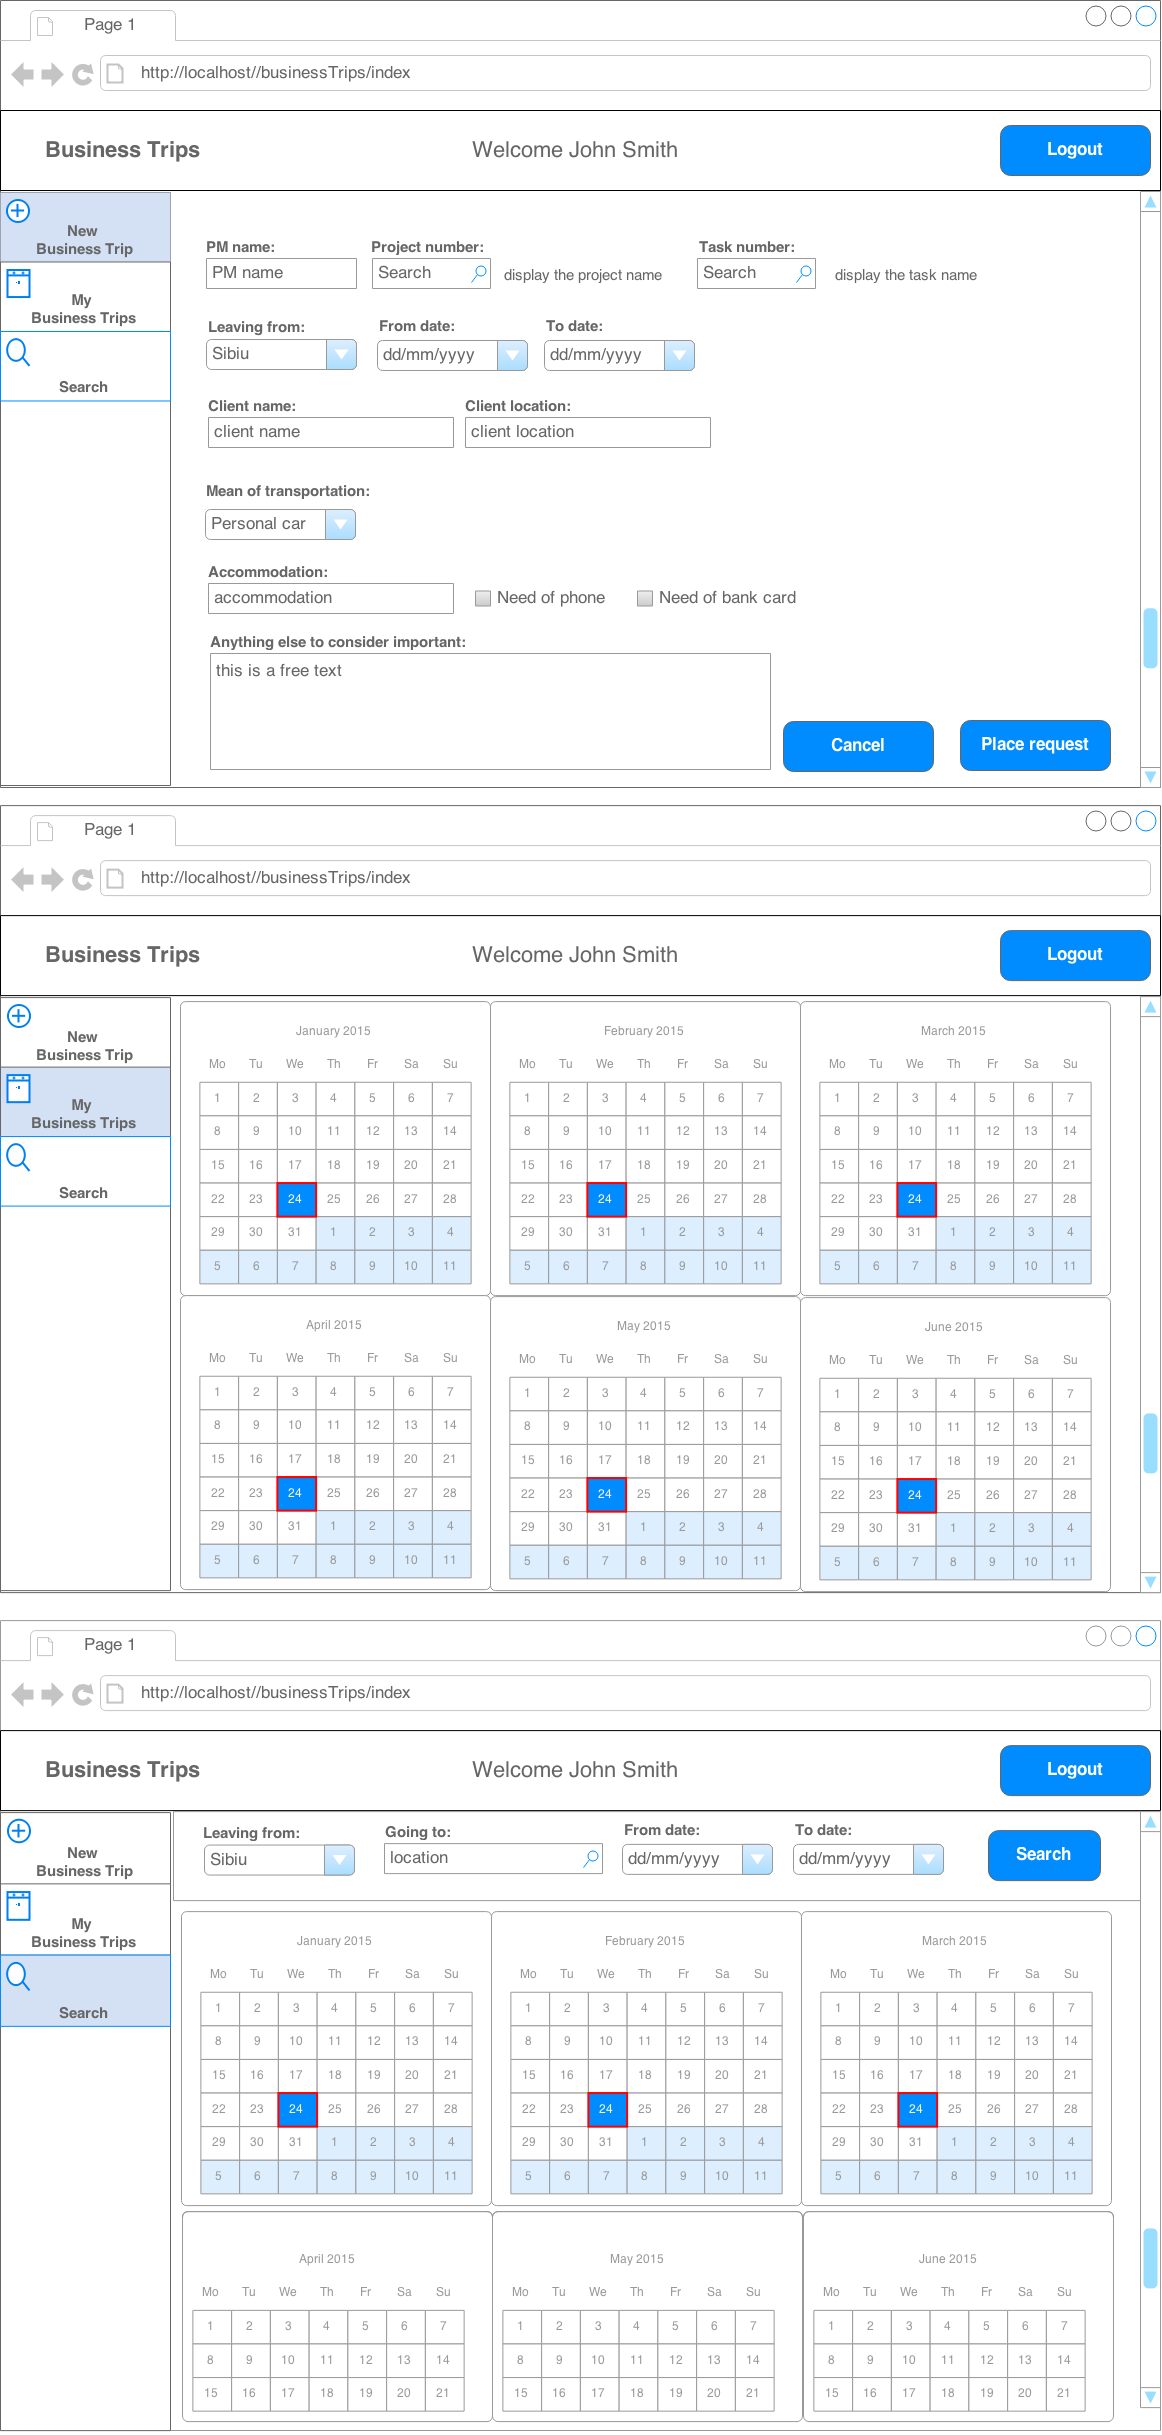 Page 1
http://localhost//businessTrips/index
Business Trips Welcome John Smith Logout
New
Business Trip
My
Business Trips
Search
PM name: Project number: Task number:
PM name Search display the project name Search display the task name
Leaving from: From date: To date:
Sibiu dd/mm/yyyy dd/mm/yyyy
Client name: Client location:
client name client location
Mean of transportation:
Personal car
Accommodation:
accommodation Need of phone Need of bank card
Anything else to consider important:
this is a free text
Cancel Place request
Page 1
http://localhost//businessTrips/index
Business Trips Welcome John Smith Logout
New
Business Trip
My
Business Trips
Search
January 2015 February 2015 March 2015
Mo Tu We Th Fr Sa Su Mo Tu We Th Fr Sa Su Mo Tu We Th Fr Sa Su
1 2 3 4 5 6 7 1 2 3 4 5 6 7 1 2 3 4 5 6 7
8 9 10 11 12 13 14 8 9 10 11 12 13 14 8 9 10 11 12 13 14
15 16 17 18 19 20 21 15 16 17 18 19 20 21 15 16 17 18 19 20 21
22 23 24 25 26 27 28 22 23 24 25 26 27 28 22 23 24 25 26 27 28
29 30 31 1 2 3 4 29 30 31 1 2 3 4 29 30 31 1 2 3 4
5 6 7 8 9 10 11 5 6 7 8 9 10 11 5 6 7 8 9 10 11
April 2015 May 2015 June 2015
Mo Tu We Th Fr Sa Su Mo Tu We Th Fr Sa Su Mo Tu We Th Fr Sa Su
1 2 3 4 5 6 7 1 2 3 4 5 6 7 1 2 3 4 5 6 7
8 9 10 11 12 13 14 8 9 10 11 12 13 14 8 9 10 11 12 13 14
15 16 17 18 19 20 21 15 16 17 18 19 20 21 15 16 17 18 19 20 21
22 23 24 25 26 27 28 22 23 24 25 26 27 28 22 23 24 25 26 27 28
29 30 31 1 2 3 4 29 30 31 1 2 3 4 29 30 31 1 2 3 4
5 6 7 8 9 10 11 5 6 7 8 9 10 11 5 6 7 8 9 10 11
Page 1
http://localhost//businessTrips/index
Business Trips Welcome John Smith Logout
New
Business Trip
My
Business Trips
Search
Leaving from: Going to: From date: To date:
Sibiu location dd/mm/yyyy dd/mm/yyyy Search
January 2015 February 2015 March 2015
Mo Tu We Th Fr Sa Su Mo Tu We Th Fr Sa Su Mo Tu We Th Fr Sa Su
1 2 3 4 5 6 7 1 2 3 4 5 6 7 1 2 3 4 5 6 7
8 9 10 11 12 13 14 8 9 10 11 12 13 14 8 9 10 11 12 13 14
15 16 17 18 19 20 21 15 16 17 18 19 20 21 15 16 17 18 19 20 21
22 23 24 25 26 27 28 22 23 24 25 26 27 28 22 23 24 25 26 27 28
29 30 31 1 2 3 4 29 30 31 1 2 3 4 29 30 31 1 2 3 4
5 6 7 8 9 10 11 5 6 7 8 9 10 11 5 6 7 8 9 10 11
April 2015 May 2015 June 2015
Mo Tu We Th Fr Sa Su Mo Tu We Th Fr Sa Su Mo Tu We Th Fr Sa Su
1 2 3 4 5 6 7 1 2 3 4 5 6 7 1 2 3 4 5 6 7
8 9 10 11 12 13 14 8 9 10 11 12 13 14 8 9 10 11 12 13 14
15 16 17 18 19 20 21 15 16 17 18 19 20 21 15 16 17 18 19 20 21